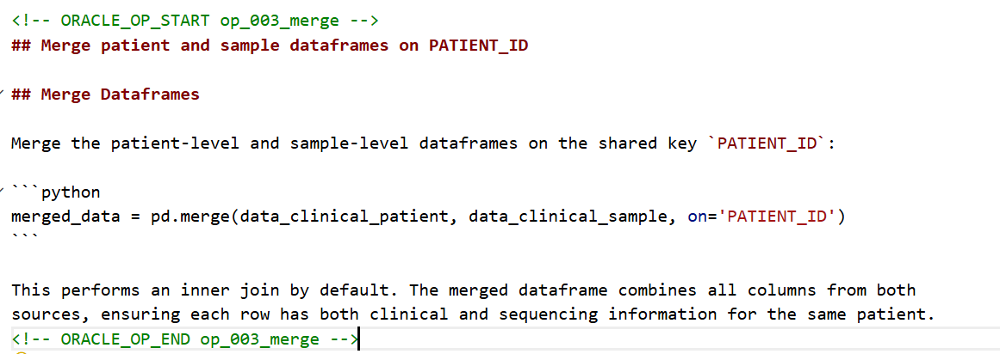 <!-- ORACLE_OP_START op_003_merge -->
## Merge patient and sample dataframes on PATIENT_ID
## Merge Dataframes
Merge the patient-level and sample-level dataframes on the shared key `PATIENT_ID`:
```python
merged_data = pd.merge(data_clinical_patient, data_clinical_sample, on='PATIENT_ID')
```
This performs an inner join by default. The merged dataframe combines all columns from both
sources, ensuring each row has both clinical and sequencing information for the same patient.
<!-- ORACLE_OP_END op_003_merge -->